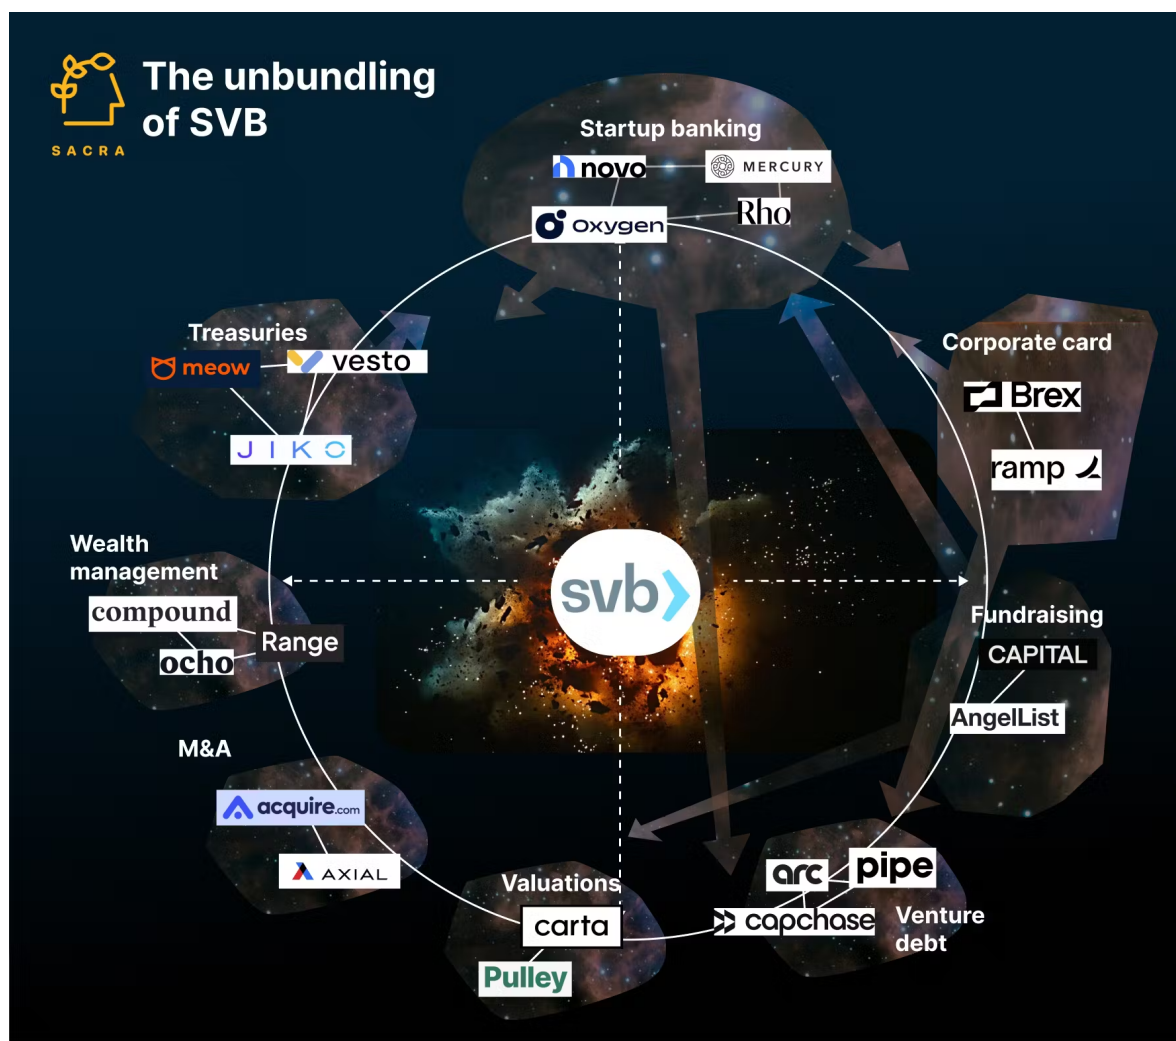 The unbundling
of SVB
SACRA
Startup banking
novo
MERCURY
Rho
Oxygen
Treasuries
meow
vesto
JIKO
Corporate card
Brex
ramp
Wealth
management
compound
Range
ocho
svb
Fundraising
CAPITAL
AngelList
M&A
acquire.com
AXIAL
Valuations
carta
Pulley
arc
pipe
capchase
Venture
debt